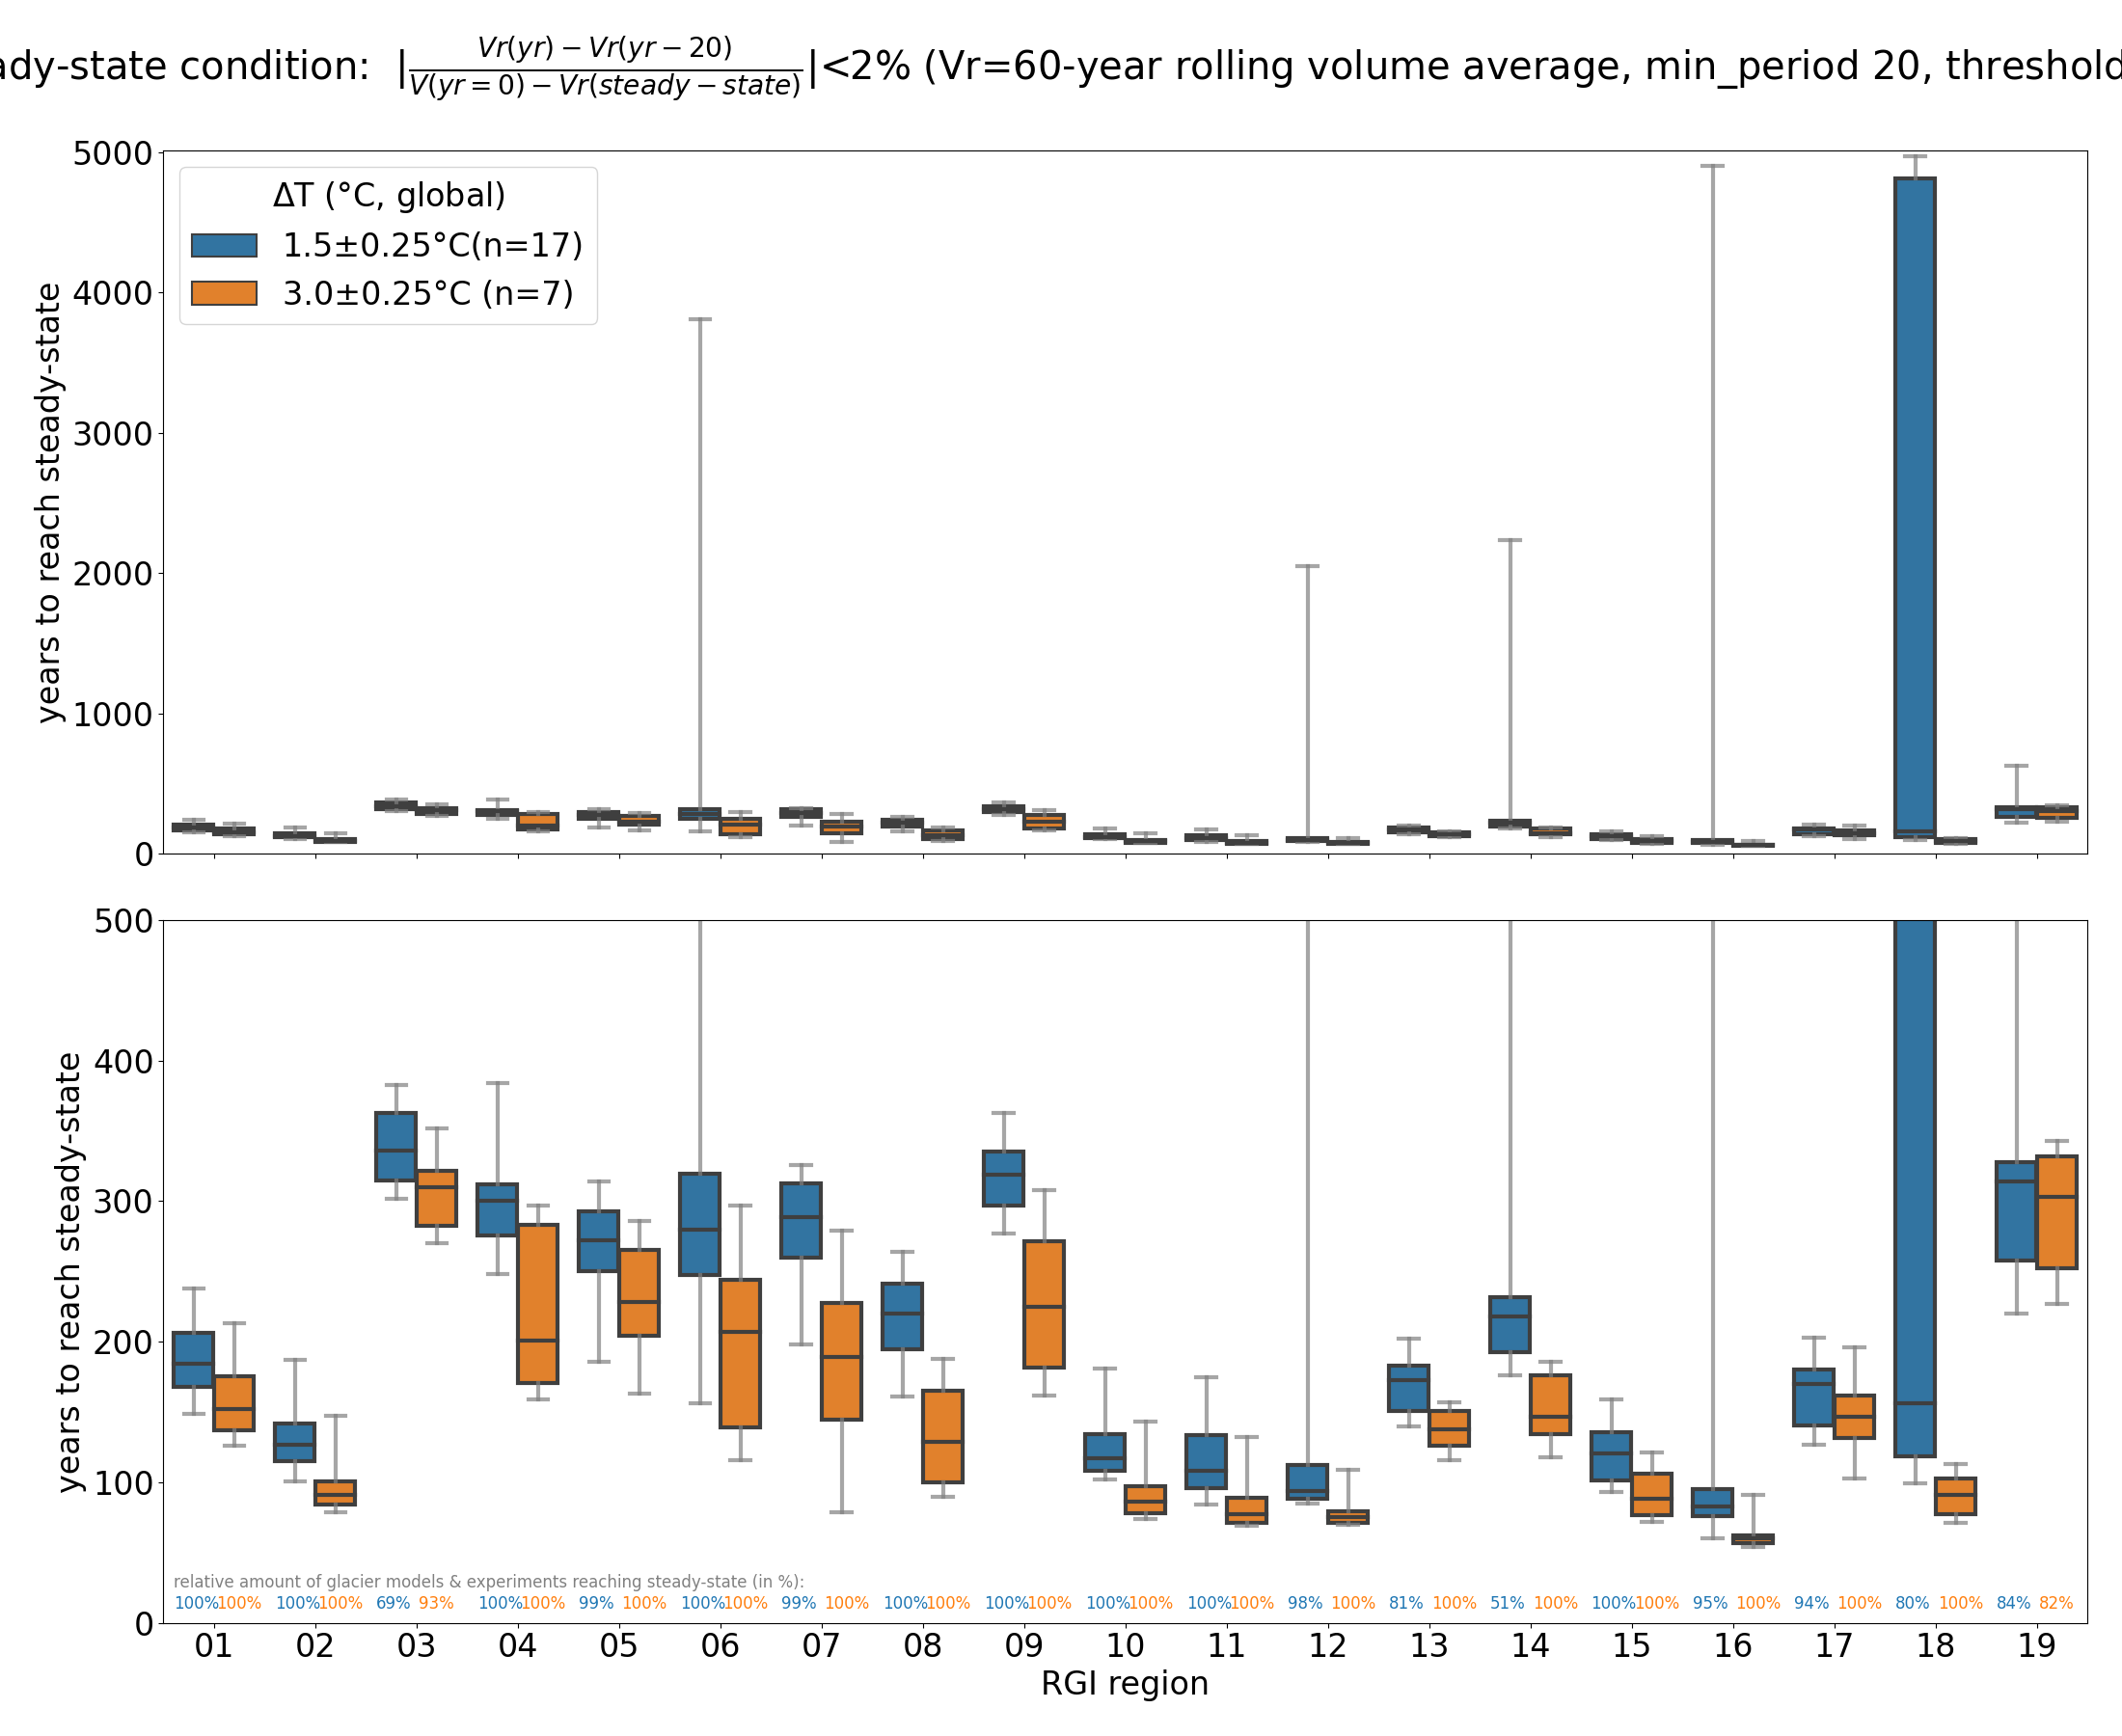 ady-state condition: |Vr(yr) − Vr(yr − 20) / V(yr = 0) − Vr(steady − state)|<2% (Vr=60-year rolling volume average, min_period 20, threshold
5000
4000
3000
2000
1000
0
years to reach steady-state
ΔT (°C, global)
1.5±0.25°C(n=17)
3.0±0.25°C (n=7)
500
400
300
200
100
0
years to reach steady-state
relative amount of glacier models & experiments reaching steady-state (in %):
100% 100% 100% 100% 69% 93% 100% 100% 99% 100% 100% 100% 99% 100% 100% 100% 100% 100% 100% 100% 100% 100% 98% 100% 81% 100% 51% 100% 100% 100% 95% 100% 94% 100% 80% 100% 84% 82%
01 02 03 04 05 06 07 08 09 10 11 12 13 14 15 16 17 18 19
RGI region